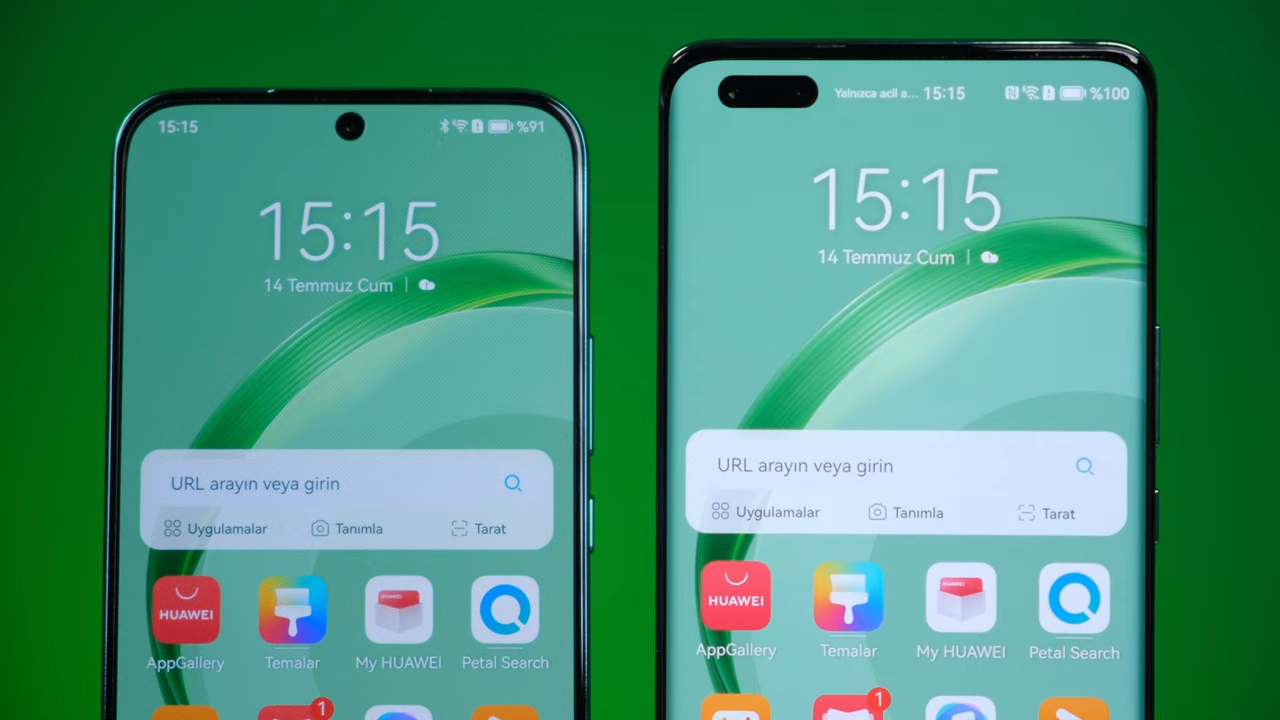 15:15
%91
15:15
14 Temmuz Cum
URL arayın veya girin
Uygulamalar
Tanımla
Tarat
HUAWEI
HUAWEI
AppGallery
Temalar
My HUAWEI
Petal Search
1
Yalnızca acil a... 15:15
%100
15:15
14 Temmuz Cum
URL arayın veya girin
Uygulamalar
Tanımla
Tarat
HUAWEI
HUAWEI
AppGallery
Temalar
My HUAWEI
Petal Search
1